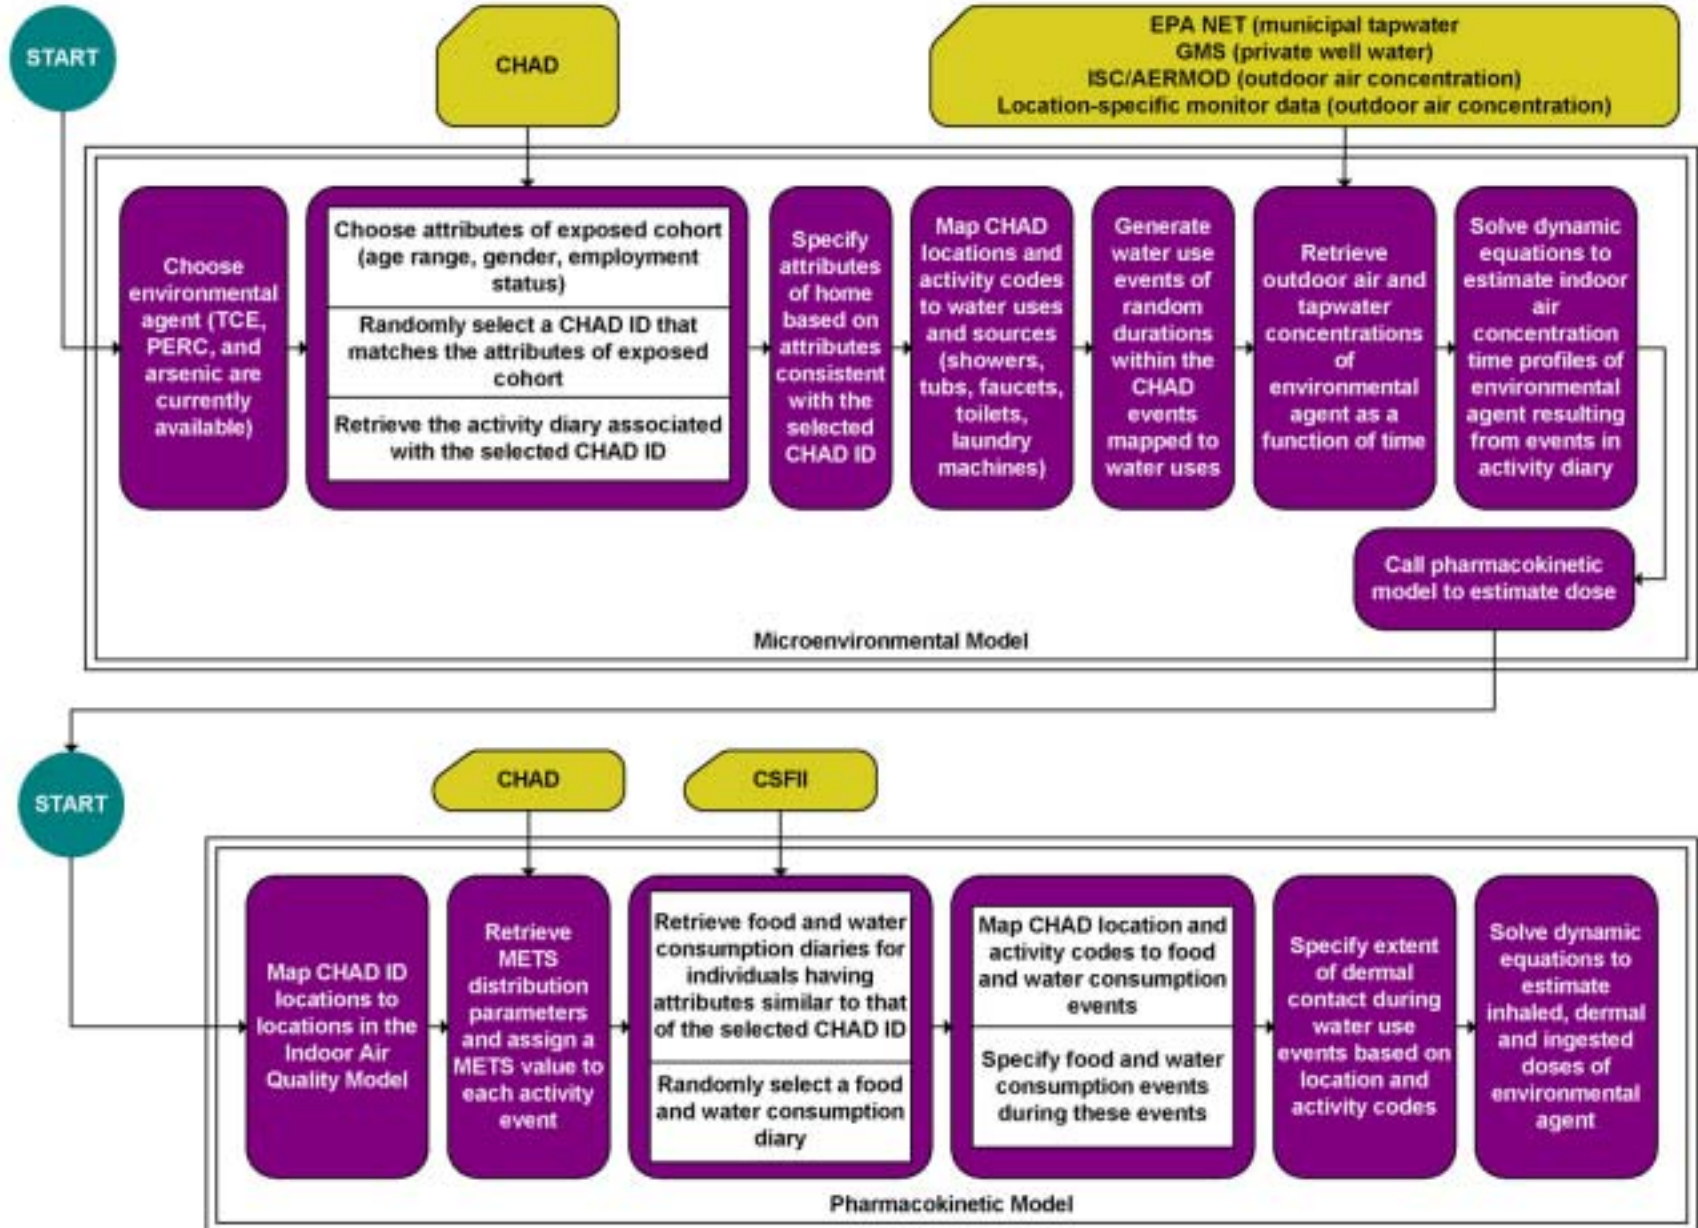 START
CHAD
EPA NET (municipal tapwater
GMS (private well water)
ISC/AERMOD (outdoor air concentration)
Location-specific monitor data (outdoor air concentration)
Choose
environmental
agent (TCE,
PERC, and
arsenic are
currently
available)
Choose attributes of exposed cohort
(age range, gender, employment
status)
Randomly select a CHAD ID that
matches the attributes of exposed
cohort
Retrieve the activity diary associated
with the selected CHAD ID
Specify
attributes
of home
based on
attributes
consistent
with the
selected
CHAD ID
Map CHAD
locations and
activity codes
to water uses
and sources
(showers,
tubs, faucets,
toilets,
laundry
machines)
Generate
water use
events of
random
durations
within the
CHAD
events
mapped to
water uses
Retrieve
outdoor air and
tapwater
concentrations
of
environmental
agent as a
function of time
Solve dynamic
equations to
estimate indoor
air
concentration
time profiles of
environmental
agent resulting
from events in
activity diary
Call pharmacokinetic
model to estimate dose
Microenvironmental Model
START
CHAD
CSFII
Map CHAD ID
locations to
locations in the
Indoor Air
Quality Model
Retrieve
METS
distribution
parameters
and assign a
METS value to
each activity
event
Retrieve food and water
consumption diaries for
individuals having
attributes similar to that
of the selected CHAD ID
Randomly select a food
and water consumption
diary
Map CHAD location and
activity codes to food
and water consumption
events
Specify food and water
consumption events
during these events
Specify extent
of dermal
contact during
water use
events based on
location and
activity codes
Solve dynamic
equations to
estimate
inhaled, dermal
and ingested
doses of
environmental
agent
Pharmacokinetic Model